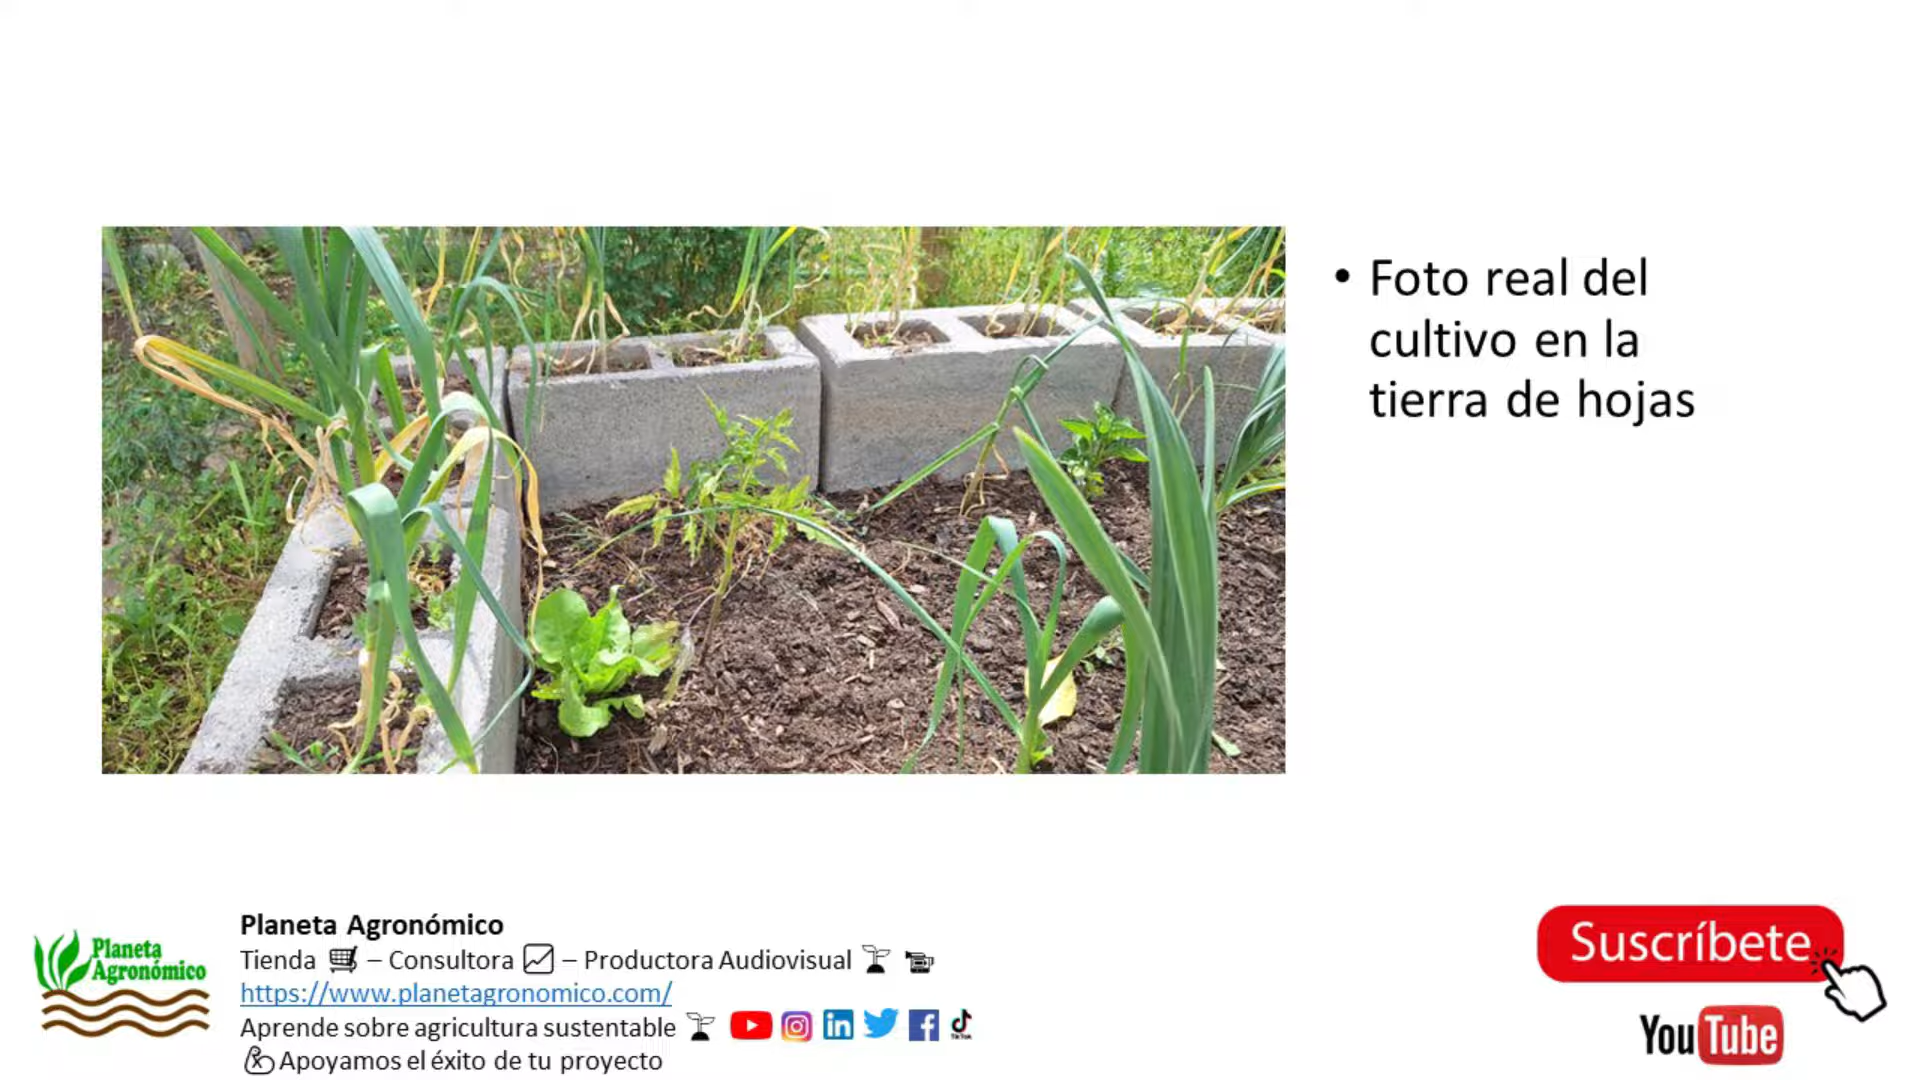 • Foto real del
cultivo en la
tierra de hojas
Planeta
Agronómico
Planeta Agronómico
Tienda – Consultora – Productora Audiovisual
https://www.planetagronomico.com/
Aprende sobre agricultura sustentable
Apoyamos el éxito de tu proyecto
Suscríbete
YouTube